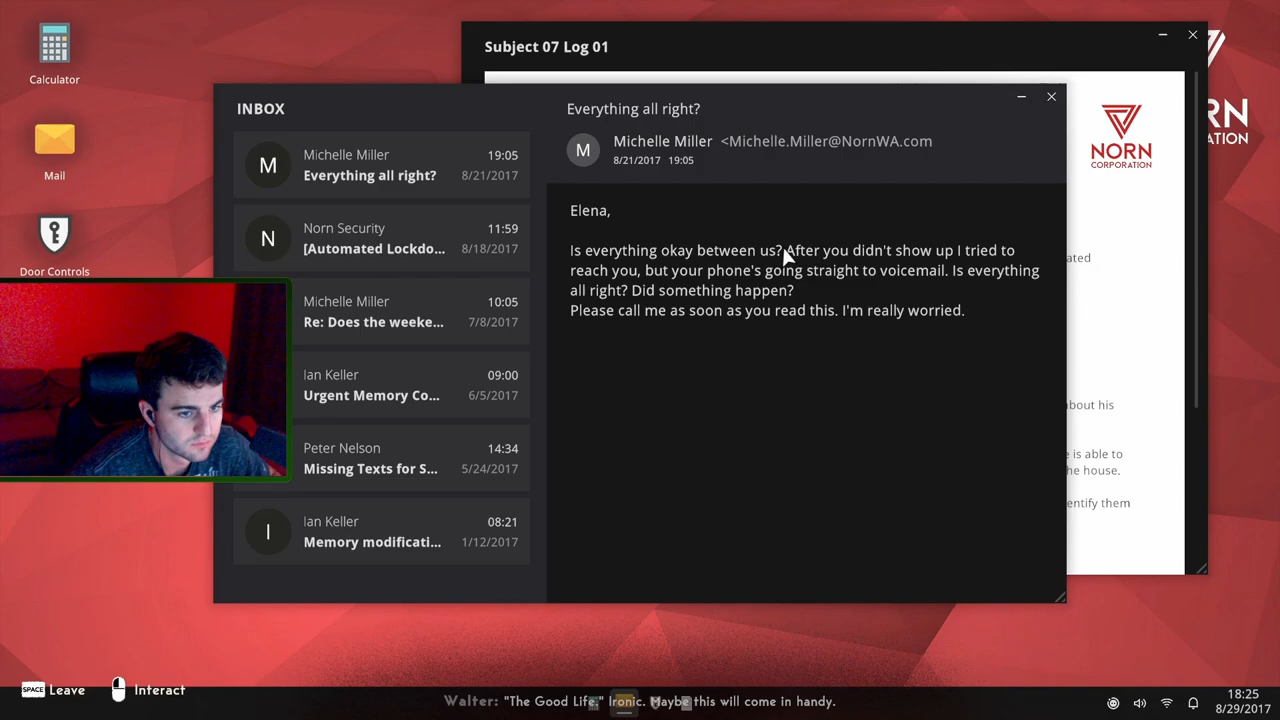 Calculator
Mail
Door Controls
Subject 07 Log 01
NORN
CORPORATION
RN
ATION
ated
about his
e is able to
he house.
entify them
INBOX
Michelle Miller 19:05
Everything all right? 8/21/2017
Norn Security 11:59
[Automated Lockdo... 8/18/2017
Michelle Miller 10:05
Re: Does the weeke... 7/8/2017
Ian Keller 09:00
Urgent Memory Co... 6/5/2017
Peter Nelson 14:34
Missing Texts for S... 5/24/2017
Ian Keller 08:21
Memory modificati... 1/12/2017
M
N
I
Everything all right?
M
Michelle Miller <Michelle.Miller@NornWA.com
8/21/2017 19:05
Elena,
Is everything okay between us? After you didn't show up I tried to
reach you, but your phone's going straight to voicemail. Is everything
all right? Did something happen?
Please call me as soon as you read this. I'm really worried.
SPACE Leave Interact
Walter: "The Good Life." Ironic. Maybe this will come in handy.
18:25
8/29/2017